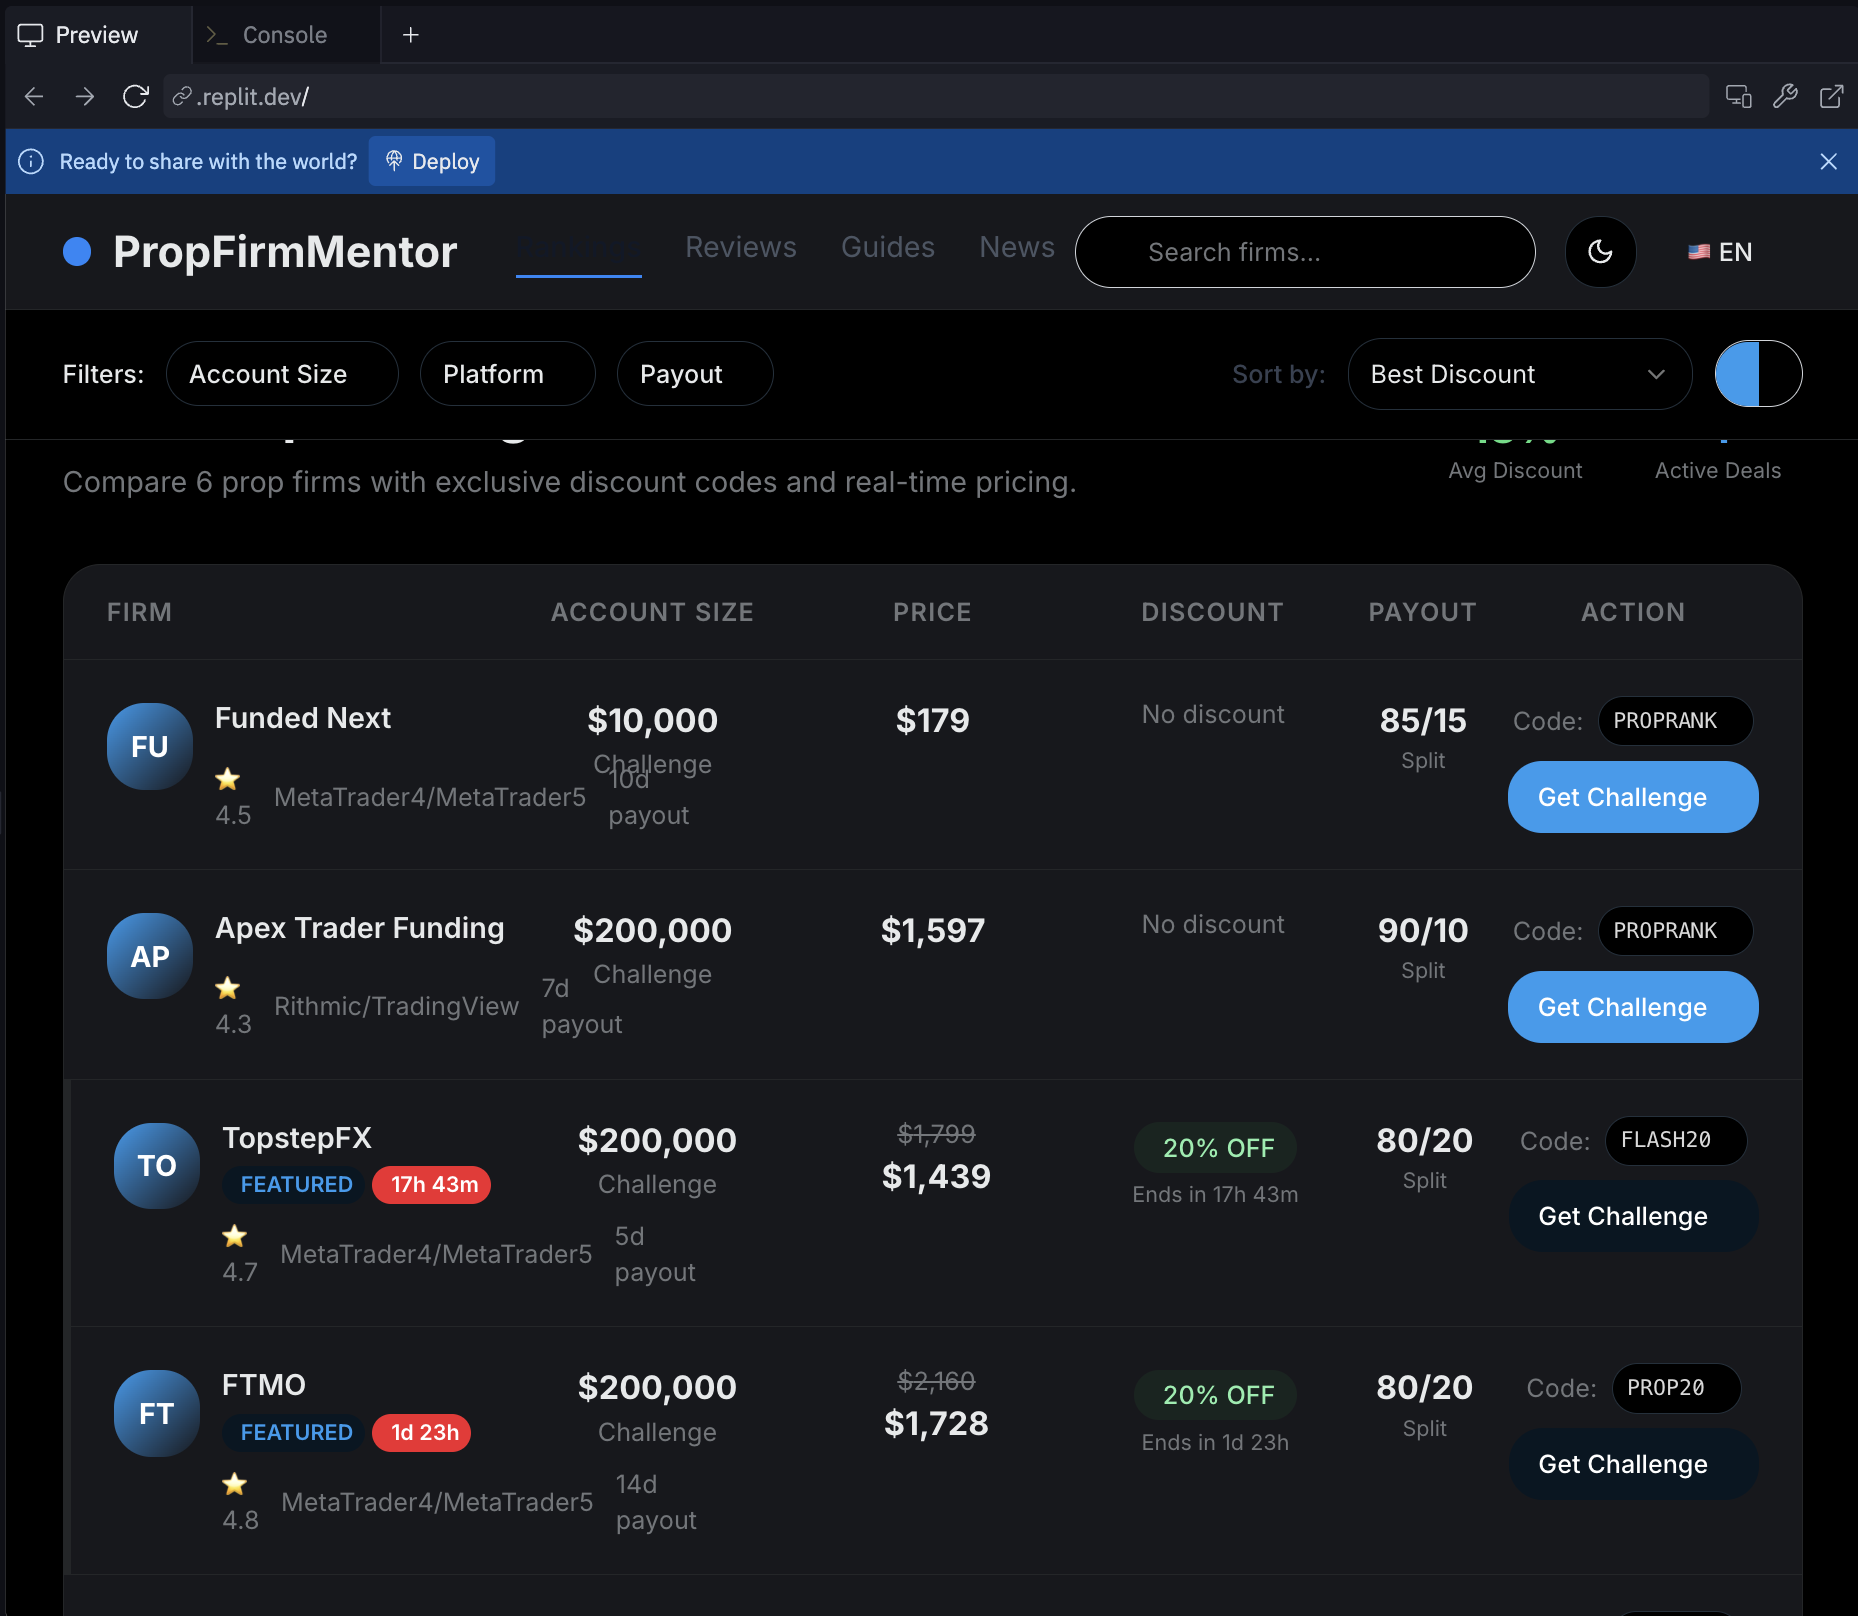 Preview
Console
.replit.dev/
Ready to share with the world?
Deploy
PropFirmMentor
Reviews
Guides
News
Search firms...
🇺🇸 EN
Filters:
Account Size
Platform
Payout
Sort by:
Best Discount
Compare 6 prop firms with exclusive discount codes and real-time pricing.
Avg Discount
Active Deals
FIRM ACCOUNT SIZE PRICE DISCOUNT PAYOUT ACTION
FU
Funded Next
⭐
4.5
MetaTrader4/MetaTrader5
10d
payout
$10,000
Challenge
$179
No discount
85/15
Split
Code: PROPRANK
Get Challenge
AP
Apex Trader Funding
⭐
4.3
Rithmic/TradingView
7d
payout
$200,000
Challenge
$1,597
No discount
90/10
Split
Code: PROPRANK
Get Challenge
TO
TopstepFX
FEATURED
17h 43m
⭐
4.7
MetaTrader4/MetaTrader5
5d
payout
$200,000
Challenge
$1,799
$1,439
20% OFF
Ends in 17h 43m
80/20
Split
Code: FLASH20
Get Challenge
FT
FTMO
FEATURED
1d 23h
⭐
4.8
MetaTrader4/MetaTrader5
14d
payout
$200,000
Challenge
$2,160
$1,728
20% OFF
Ends in 1d 23h
80/20
Split
Code: PROP20
Get Challenge